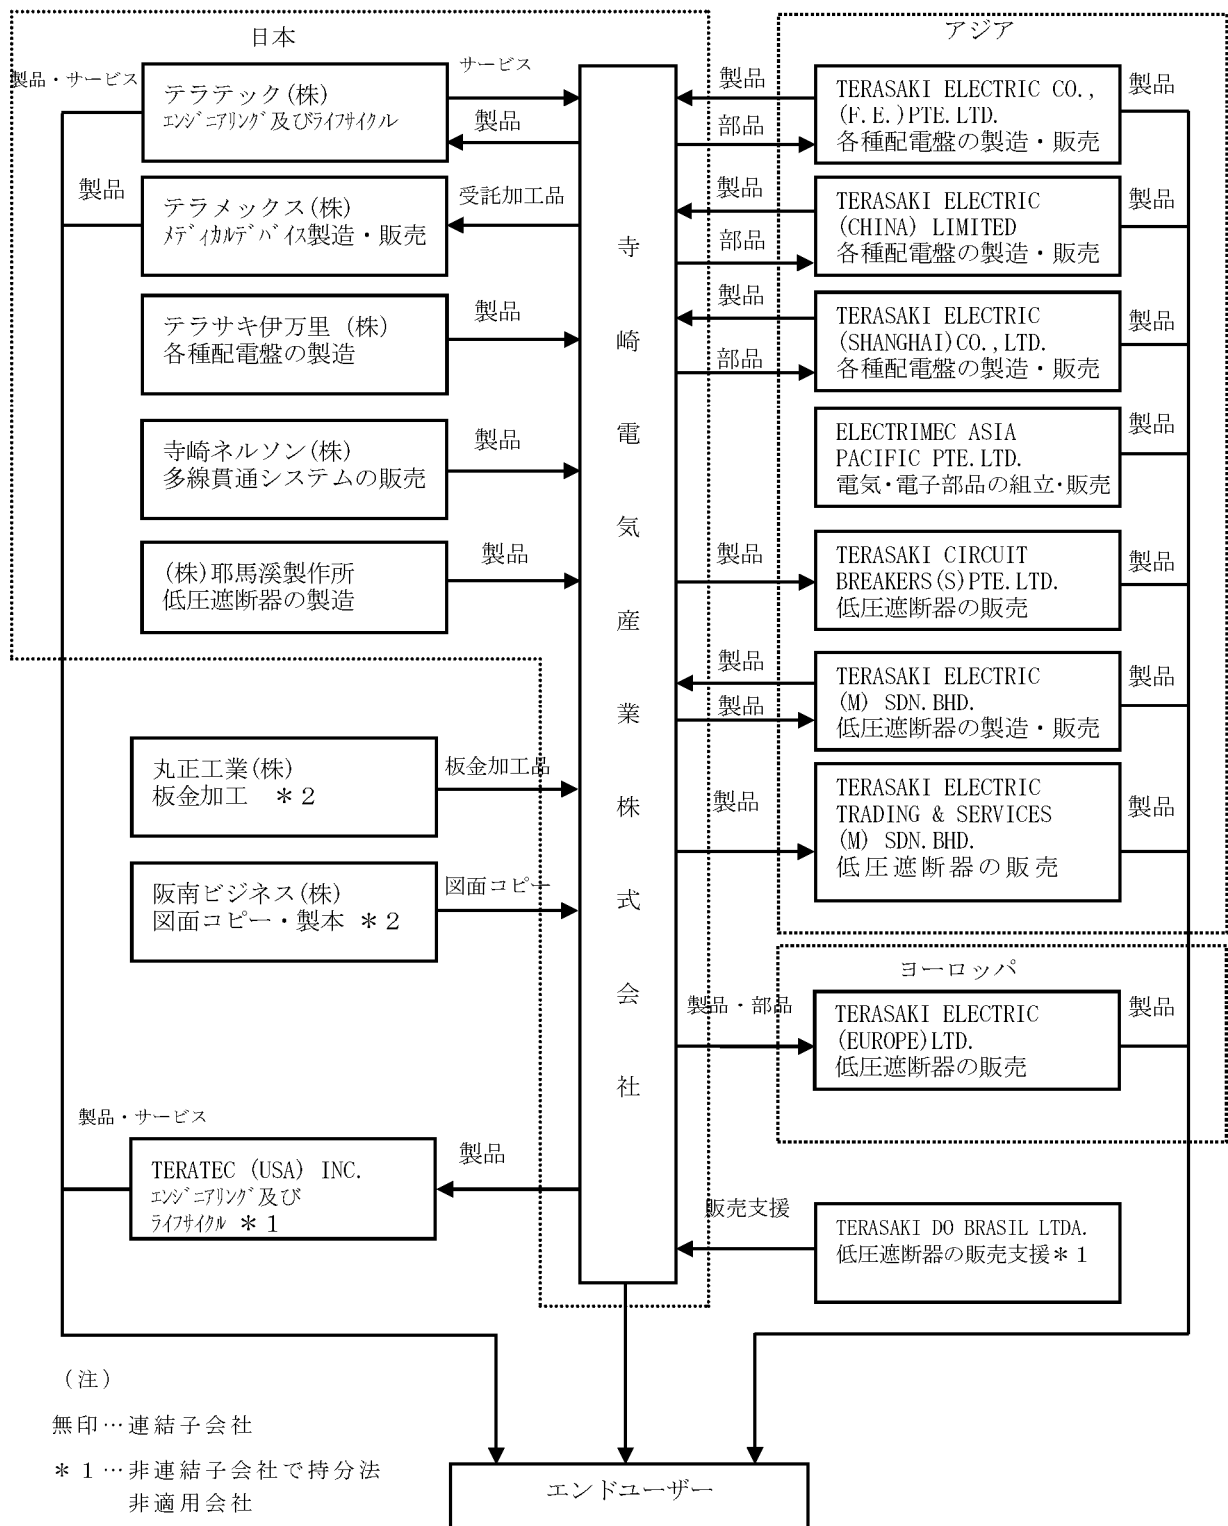 日本
製品・サービス
テラテック(株)
エンジニアリング及びライフサイクル
サービス
製品
製品
テラメックス(株)
メディカルデバイス製造・販売
受託加工品
テラサキ伊万里 (株)
各種配電盤の製造
製品
寺崎ネルソン(株)
多線貫通システムの販売
製品
(株)耶馬溪製作所
低圧遮断器の製造
製品
丸正工業(株)
板金加工 *2
板金加工品
阪南ビジネス(株)
図面コピー・製本 *2
図面コピー
製品・サービス
TERATEC (USA) INC.
エンジニアリング及び
ライフサイクル *1
製品
寺崎電気産業株式会社
アジア
製品
部品
TERASAKI ELECTRIC CO.,
(F.E.)PTE.LTD.
各種配電盤の製造・販売
製品
製品
部品
TERASAKI ELECTRIC
(CHINA) LIMITED
各種配電盤の製造・販売
製品
製品
部品
TERASAKI ELECTRIC
(SHANGHAI)CO.,LTD.
各種配電盤の製造・販売
製品
ELECTRIMEC ASIA
PACIFIC PTE.LTD.
電気・電子部品の組立・販売
製品
製品
TERASAKI CIRCUIT
BREAKERS(S)PTE.LTD.
低圧遮断器の販売
製品
製品
製品
TERASAKI ELECTRIC
(M) SDN.BHD.
低圧遮断器の製造・販売
製品
製品
TERASAKI ELECTRIC
TRADING & SERVICES
(M) SDN.BHD.
低圧遮断器の販売
製品
ヨーロッパ
製品・部品
TERASAKI ELECTRIC
(EUROPE)LTD.
低圧遮断器の販売
製品
販売支援
TERASAKI DO BRASIL LTDA.
低圧遮断器の販売支援*1
(注)
無印…連結子会社
*1…非連結子会社で持分法
非適用会社
エンドユーザー